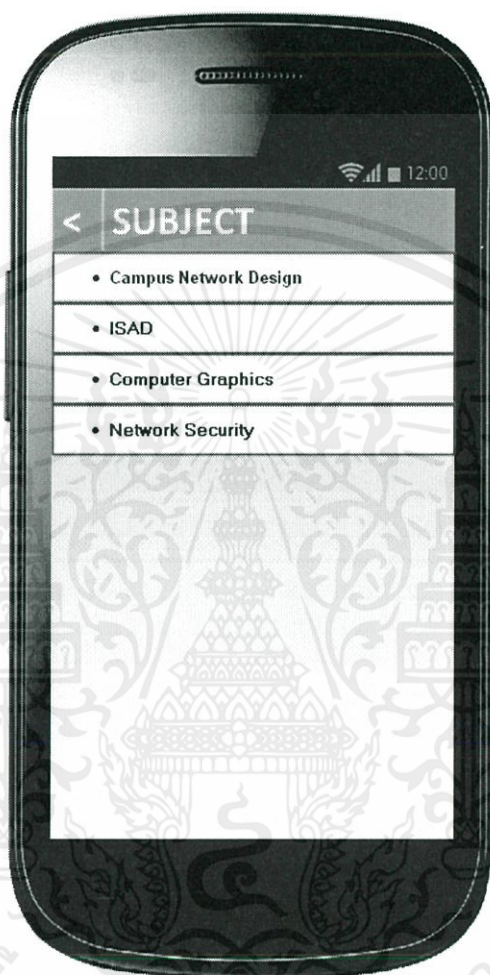 12:00
< SUBJECT
• Campus Network Design
• ISAD
• Computer Graphics
• Network Security